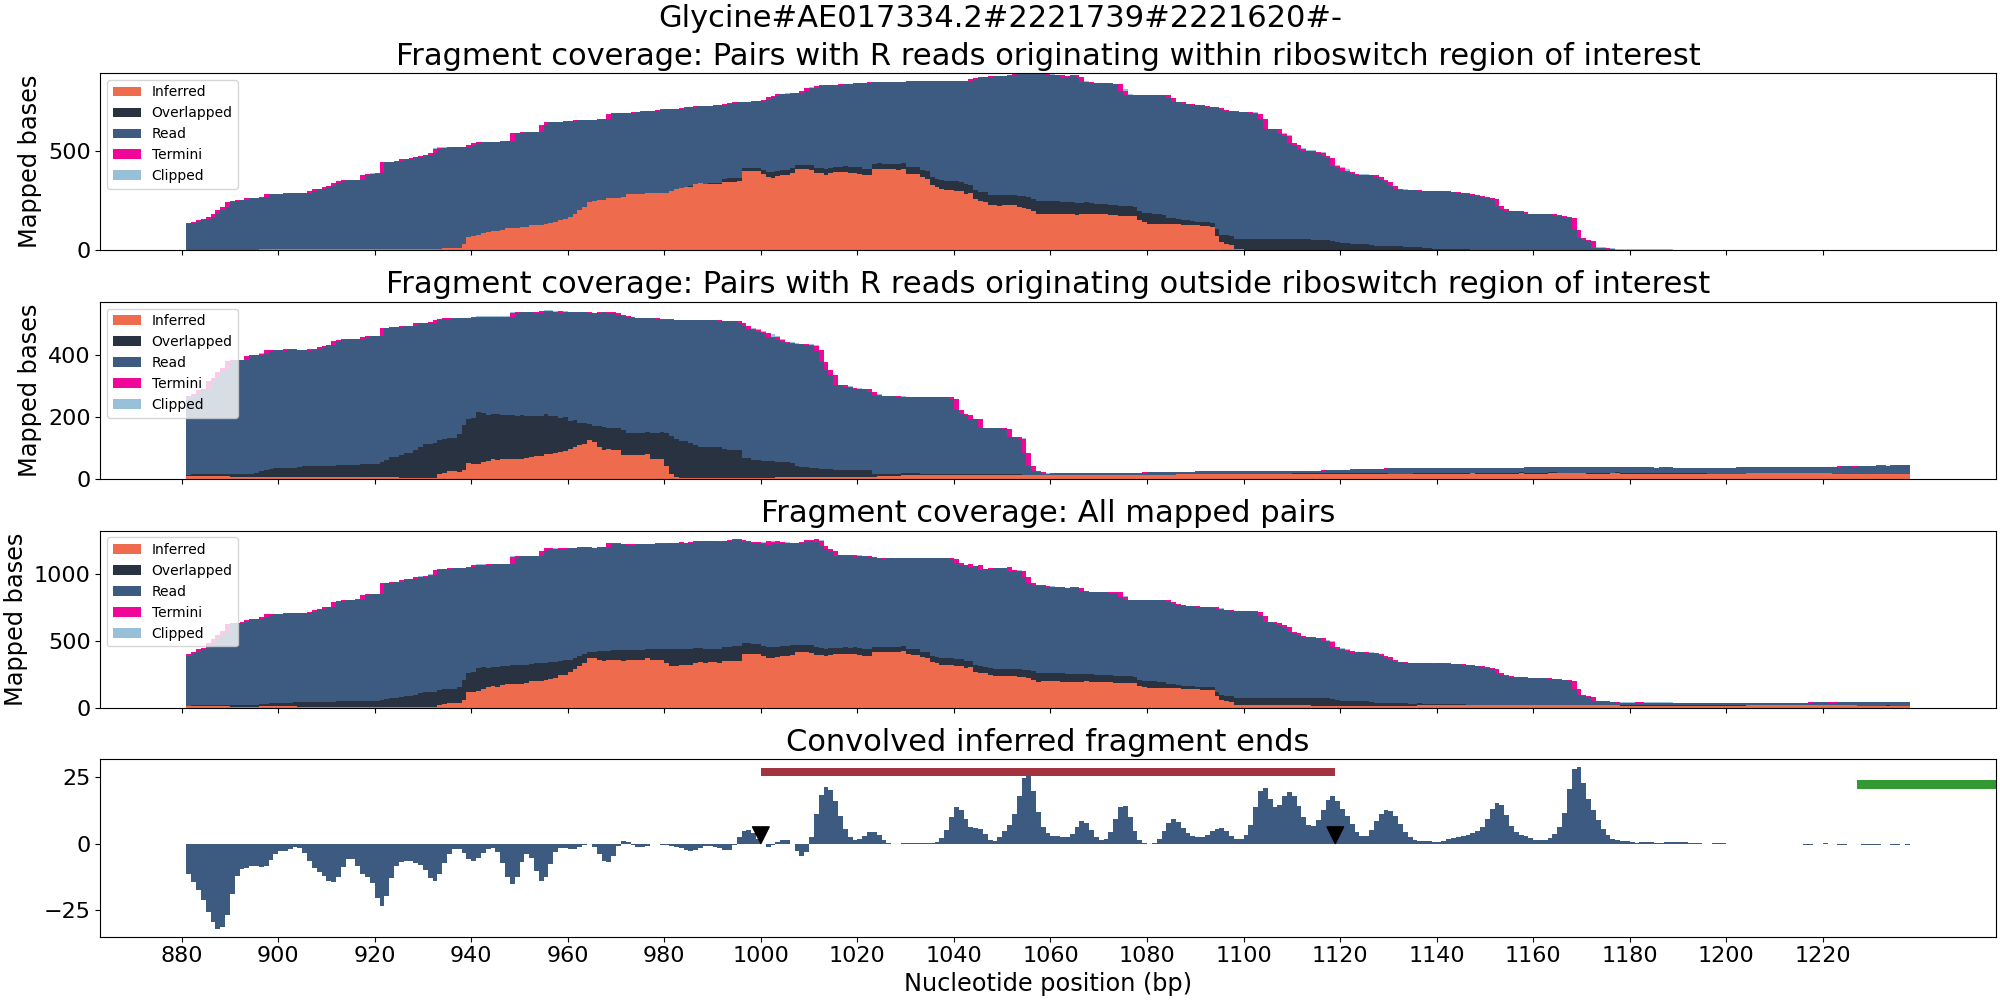 Glycine#AE017334.2#2221739#2221620#-
Fragment coverage: Pairs with R reads originating within riboswitch region of interest
Mapped bases
500
0
Inferred
Overlapped
Read
Termini
Clipped
Fragment coverage: Pairs with R reads originating outside riboswitch region of interest
Mapped bases
400
200
0
Inferred
Overlapped
Read
Termini
Clipped
Fragment coverage: All mapped pairs
Mapped bases
1000
500
0
Inferred
Overlapped
Read
Termini
Clipped
Convolved inferred fragment ends
25
0
−25
880 900 920 940 960 980 1000 1020 1040 1060 1080 1100 1120 1140 1160 1180 1200 1220
Nucleotide position (bp)